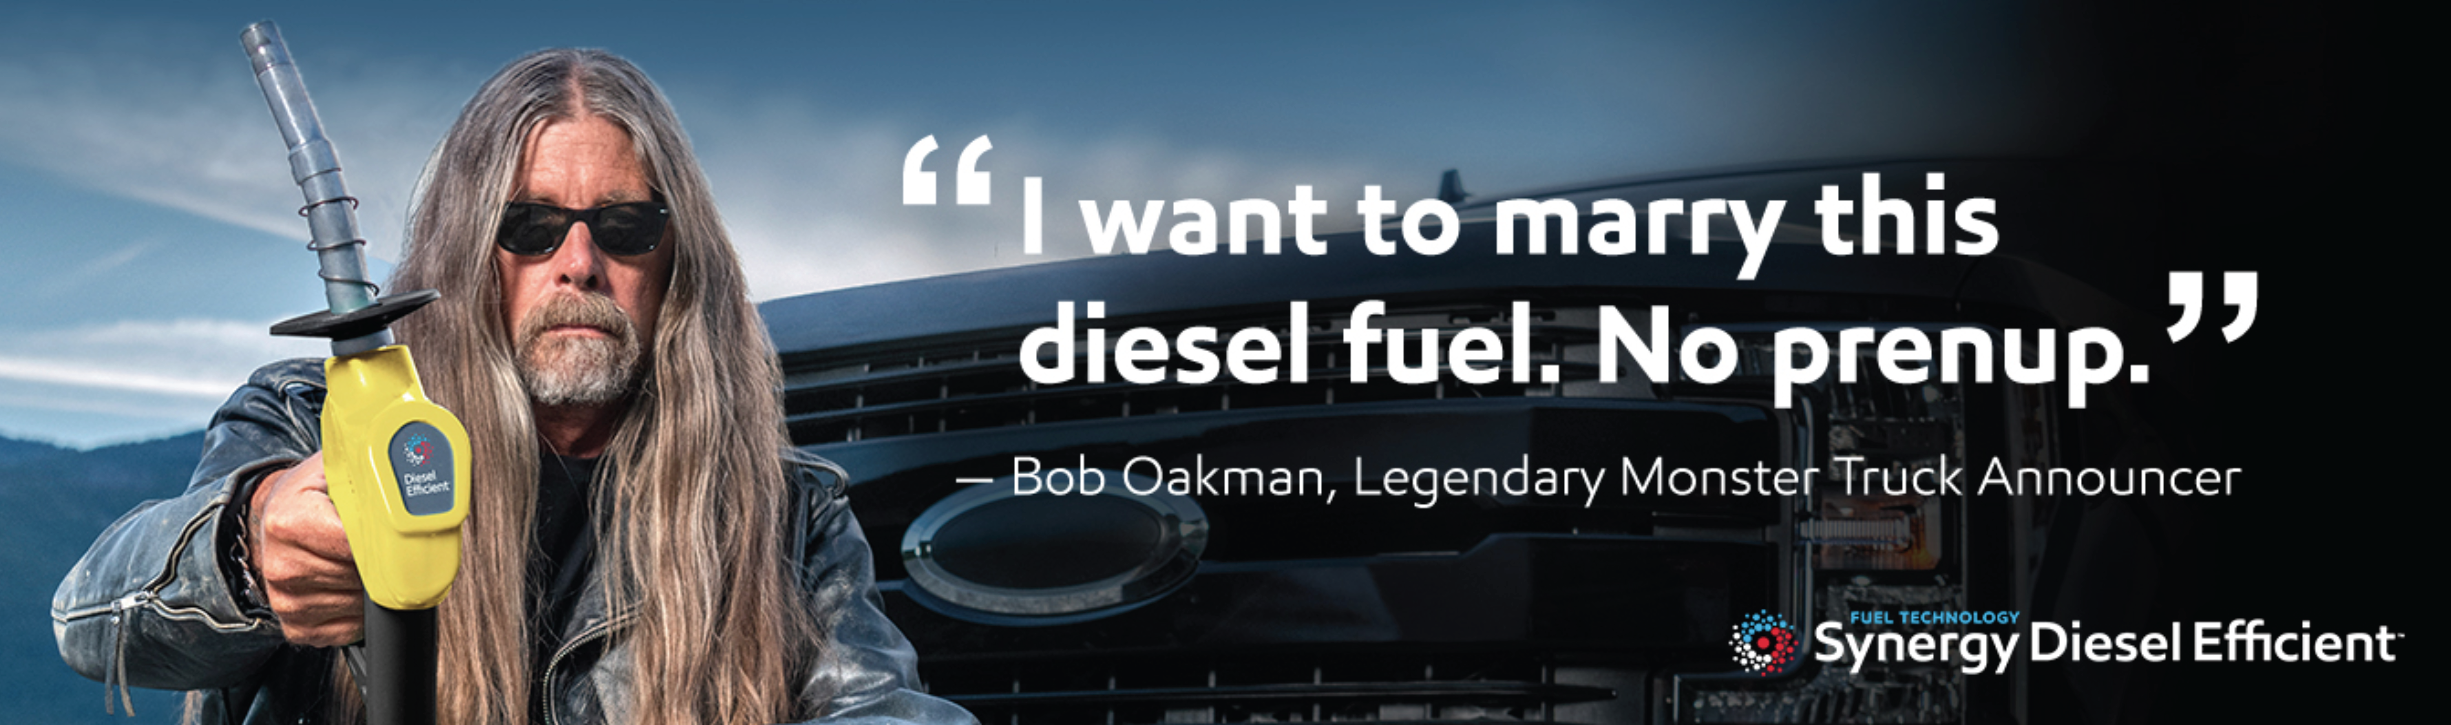 “I want to marry this
diesel fuel. No prenup.”
— Bob Oakman, Legendary Monster Truck Announcer
Diesel
Efficient
FUEL TECHNOLOGY
Synergy Diesel Efficient™